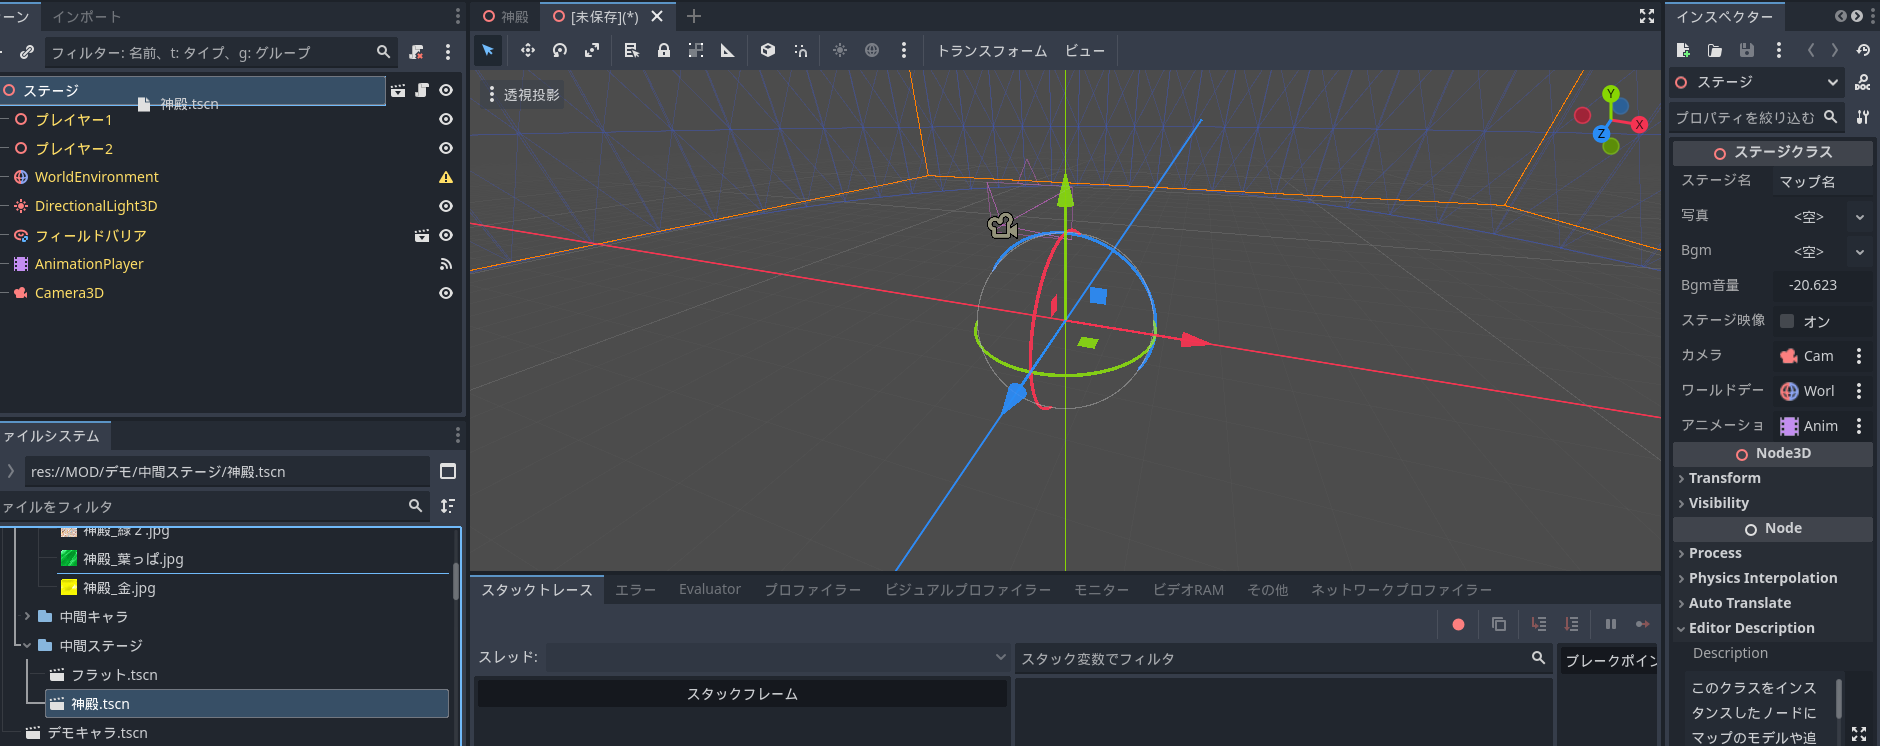 ーン
インポート
フィルター: 名前、t: タイプ、g: グループ
ステージ
神殿.tscn
プレイヤー1
プレイヤー2
WorldEnvironment
DirectionalLight3D
フィールドバリア
AnimationPlayer
Camera3D
ァイルシステム
res://MOD/デモ/中間ステージ/神殿.tscn
ァイルをフィルタ
神殿_緑２.jpg
神殿_葉っぱ.jpg
神殿_金.jpg
中間キャラ
中間ステージ
フラット.tscn
神殿.tscn
デモキャラ.tscn
神殿
[未保存](*)
トランスフォーム
ビュー
透視投影
Y
X
Z
スタックトレース
エラー
Evaluator
プロファイラー
ビジュアルプロファイラー
モニター
ビデオRAM
その他
ネットワークプロファイラー
スレッド:
スタック変数でフィルタ
ブレークポイン
スタックフレーム
インスペクター
ステージ
DOC
プロパティを絞り込む
ステージクラス
ステージ名
マップ名
写真
<空>
Bgm
<空>
Bgm音量
-20.623
ステージ映像
オン
カメラ
Cam
ワールドデー
Worl
アニメーショ
Anim
Node3D
Transform
Visibility
Node
Process
Physics Interpolation
Auto Translate
Editor Description
Description
このクラスをインス
タンスしたノードに
マップのモデルや追